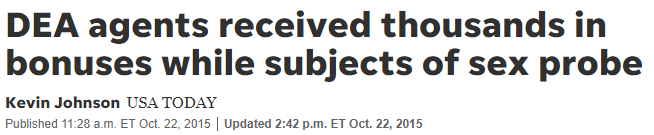 DEA agents received thousands in
bonuses while subjects of sex probe
Kevin Johnson USA TODAY
Published 11:28 a.m. ET Oct. 22, 2015 | Updated 2:42 p.m. ET Oct. 22, 2015